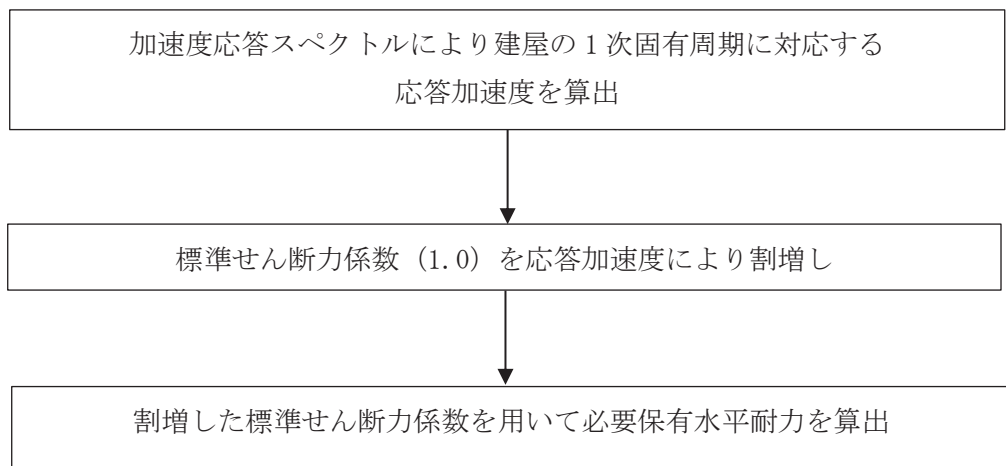 加速度応答スペクトルにより建屋の1次固有周期に対応する
応答加速度を算出
標準せん断力係数（1.0）を応答加速度により割増し
割増しした標準せん断力係数を用いて必要保有水平耐力を算出